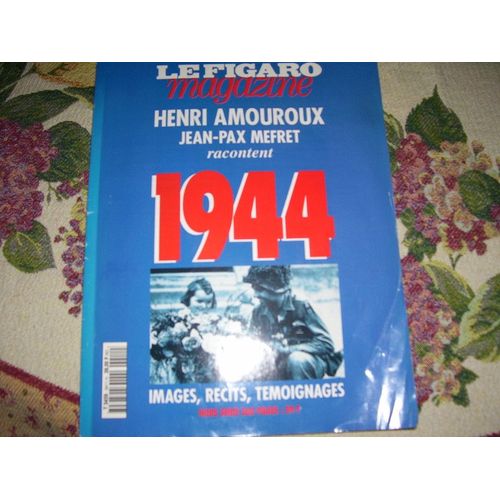 LE FIGARO
magazine
HENRI AMOUROUX
JEAN-PAX MEFRET
racontent
1944
IMAGES, RECITS, TEMOIGNAGES